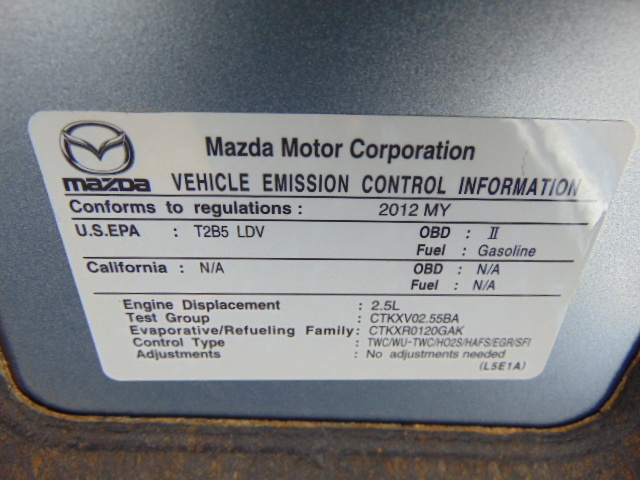 Mazda Motor Corporation
mazda VEHICLE EMISSION CONTROL INFORMATION
Conforms to regulations : 2012 MY
U.S.EPA : T2B5 LDV OBD : II
Fuel : Gasoline
California : N/A OBD : N/A
Fuel : N/A
Engine Displacement : 2.5L
Test Group : CTKXV02.55BA
Evaporative/Refueling Family: CTKXR0120GAK
Control Type : TWC/WU-TWC/HO2S/HAFS/EGR/SFI
Adjustments : No adjustments needed
(L5E1A)